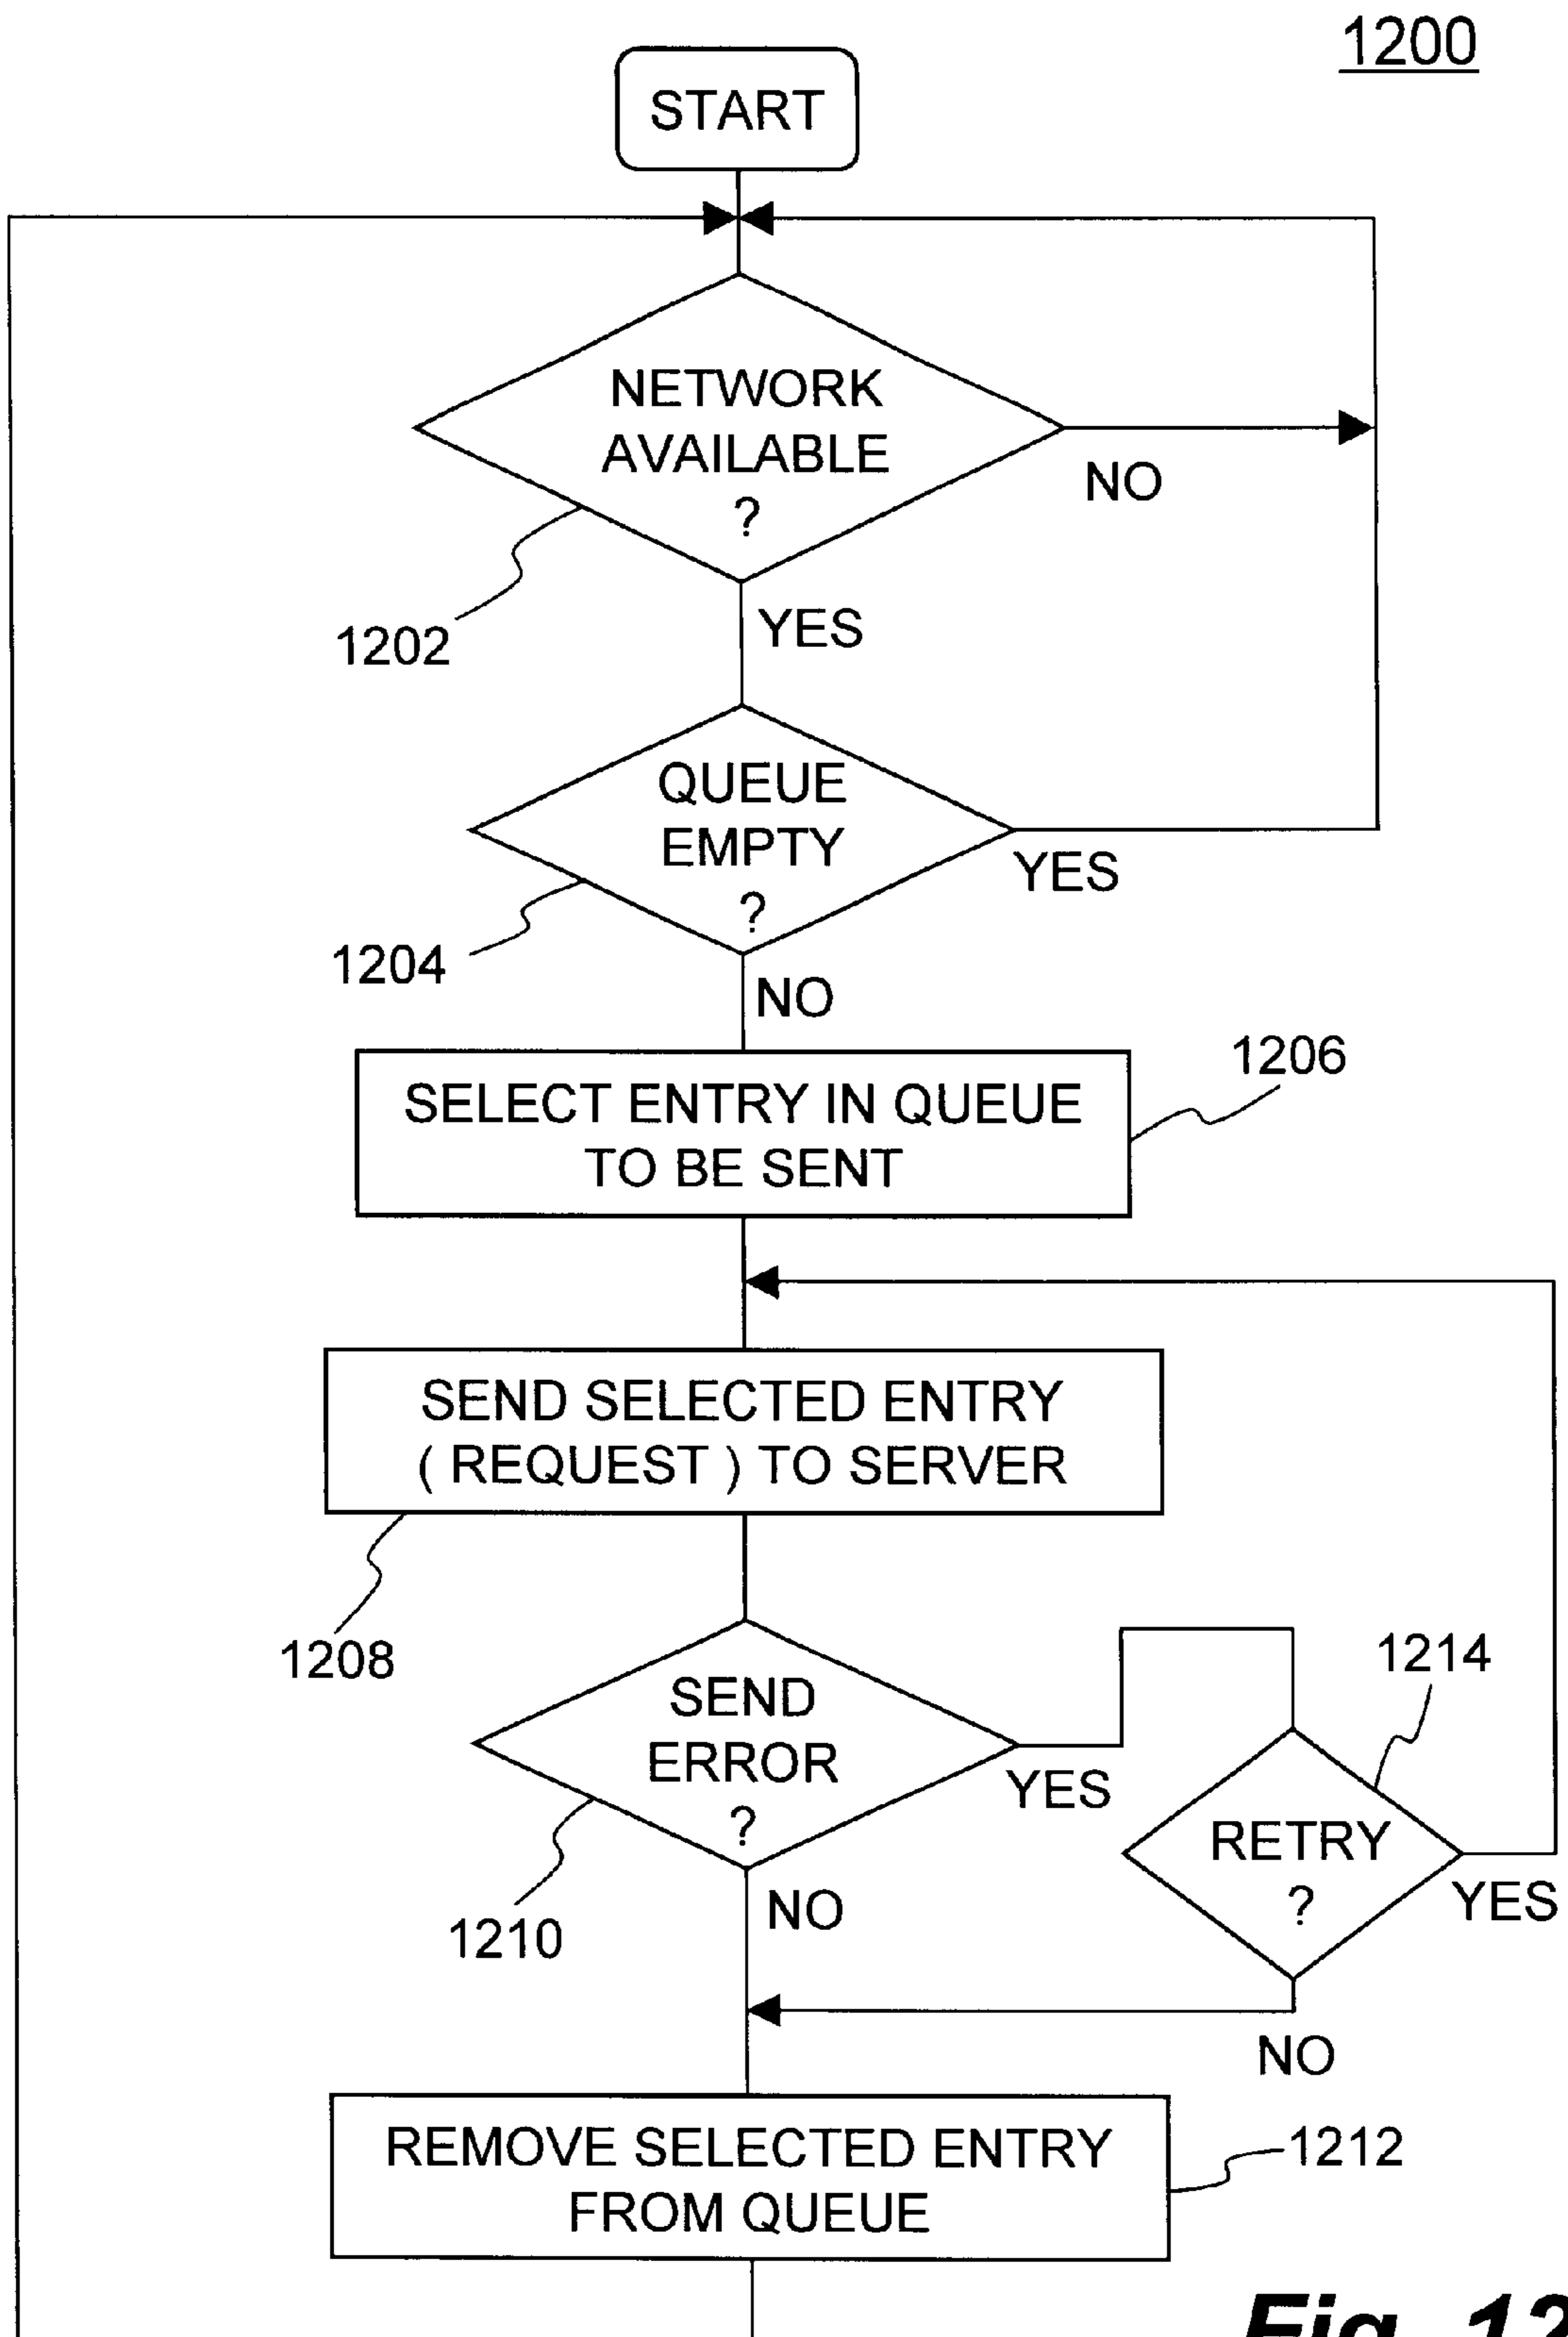 1200
START
NETWORK
AVAILABLE
?
NO
1202
YES
QUEUE
EMPTY
?
YES
1204
NO
1206
SELECT ENTRY IN QUEUE
TO BE SENT
SEND SELECTED ENTRY
( REQUEST ) TO SERVER
1208
1214
SEND
ERROR
?
YES
RETRY
?
YES
1210
NO
NO
REMOVE SELECTED ENTRY
FROM QUEUE
1212
Fig. 12